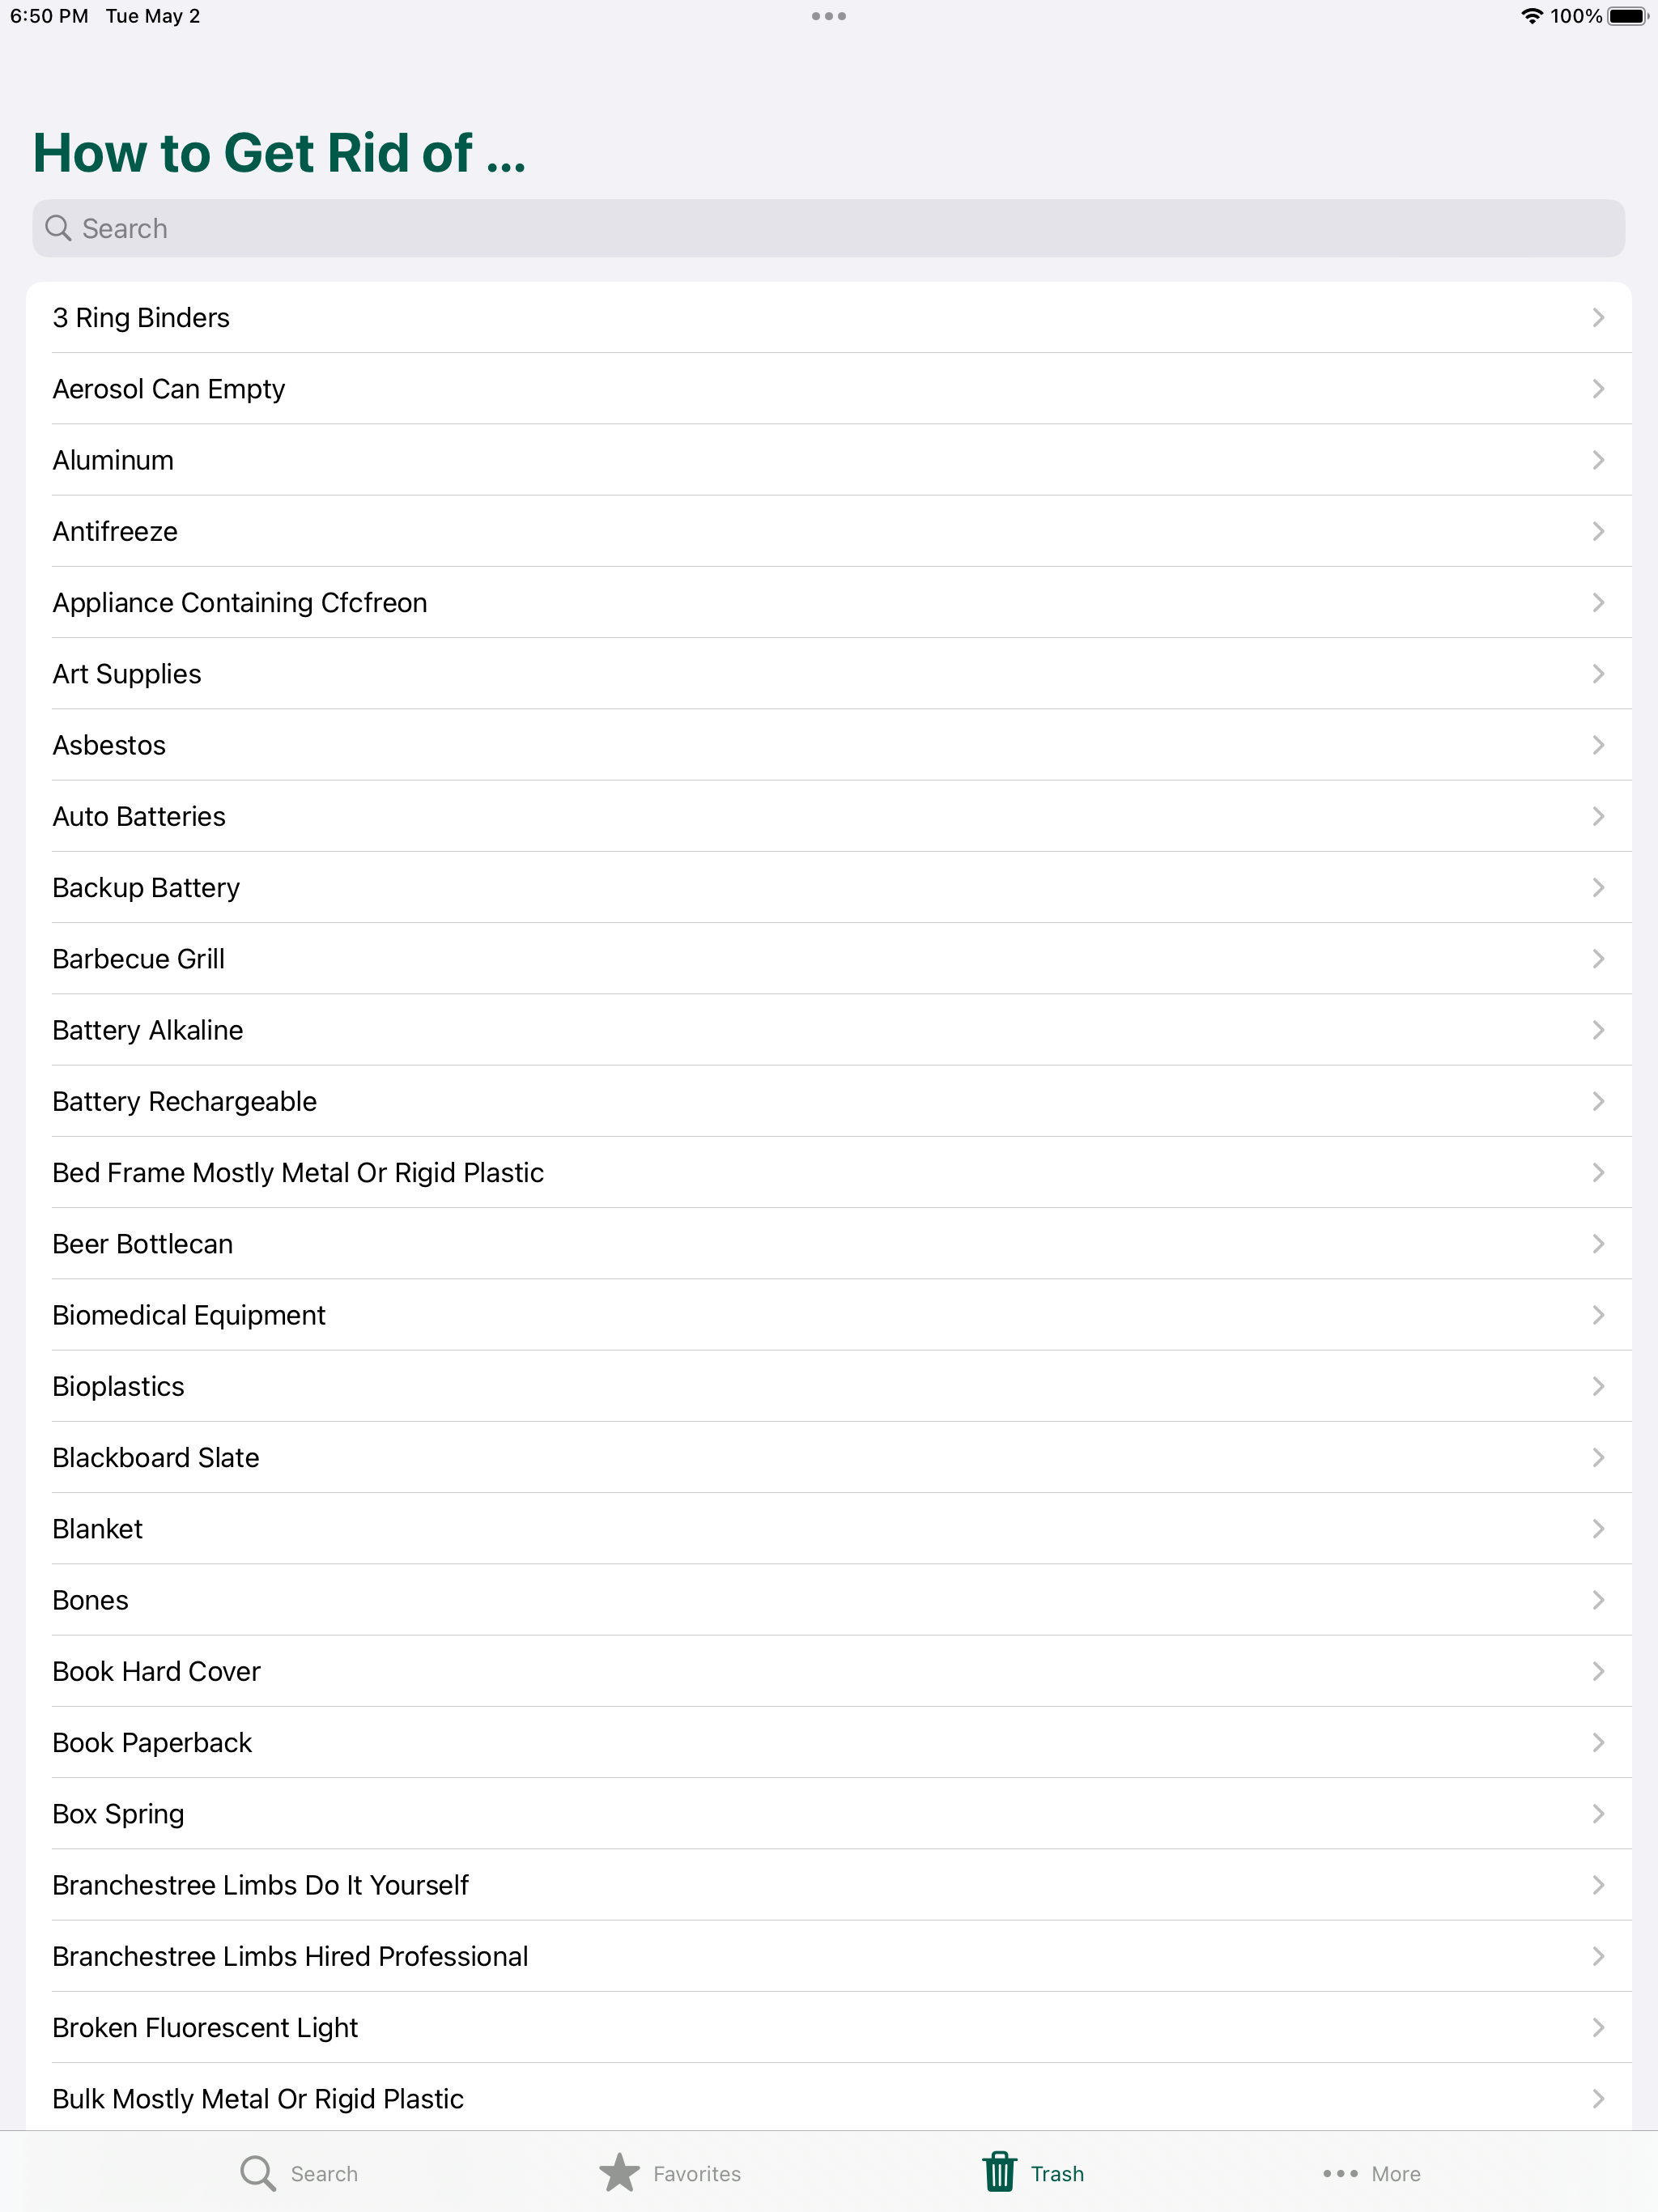 6:50 PM Tue May 2 100%
How to Get Rid of ...
Search
3 Ring Binders
Aerosol Can Empty
Aluminum
Antifreeze
Appliance Containing Cfcfreon
Art Supplies
Asbestos
Auto Batteries
Backup Battery
Barbecue Grill
Battery Alkaline
Battery Rechargeable
Bed Frame Mostly Metal Or Rigid Plastic
Beer Bottlecan
Biomedical Equipment
Bioplastics
Blackboard Slate
Blanket
Bones
Book Hard Cover
Book Paperback
Box Spring
Branchestree Limbs Do It Yourself
Branchestree Limbs Hired Professional
Broken Fluorescent Light
Bulk Mostly Metal Or Rigid Plastic
Search Favorites Trash More